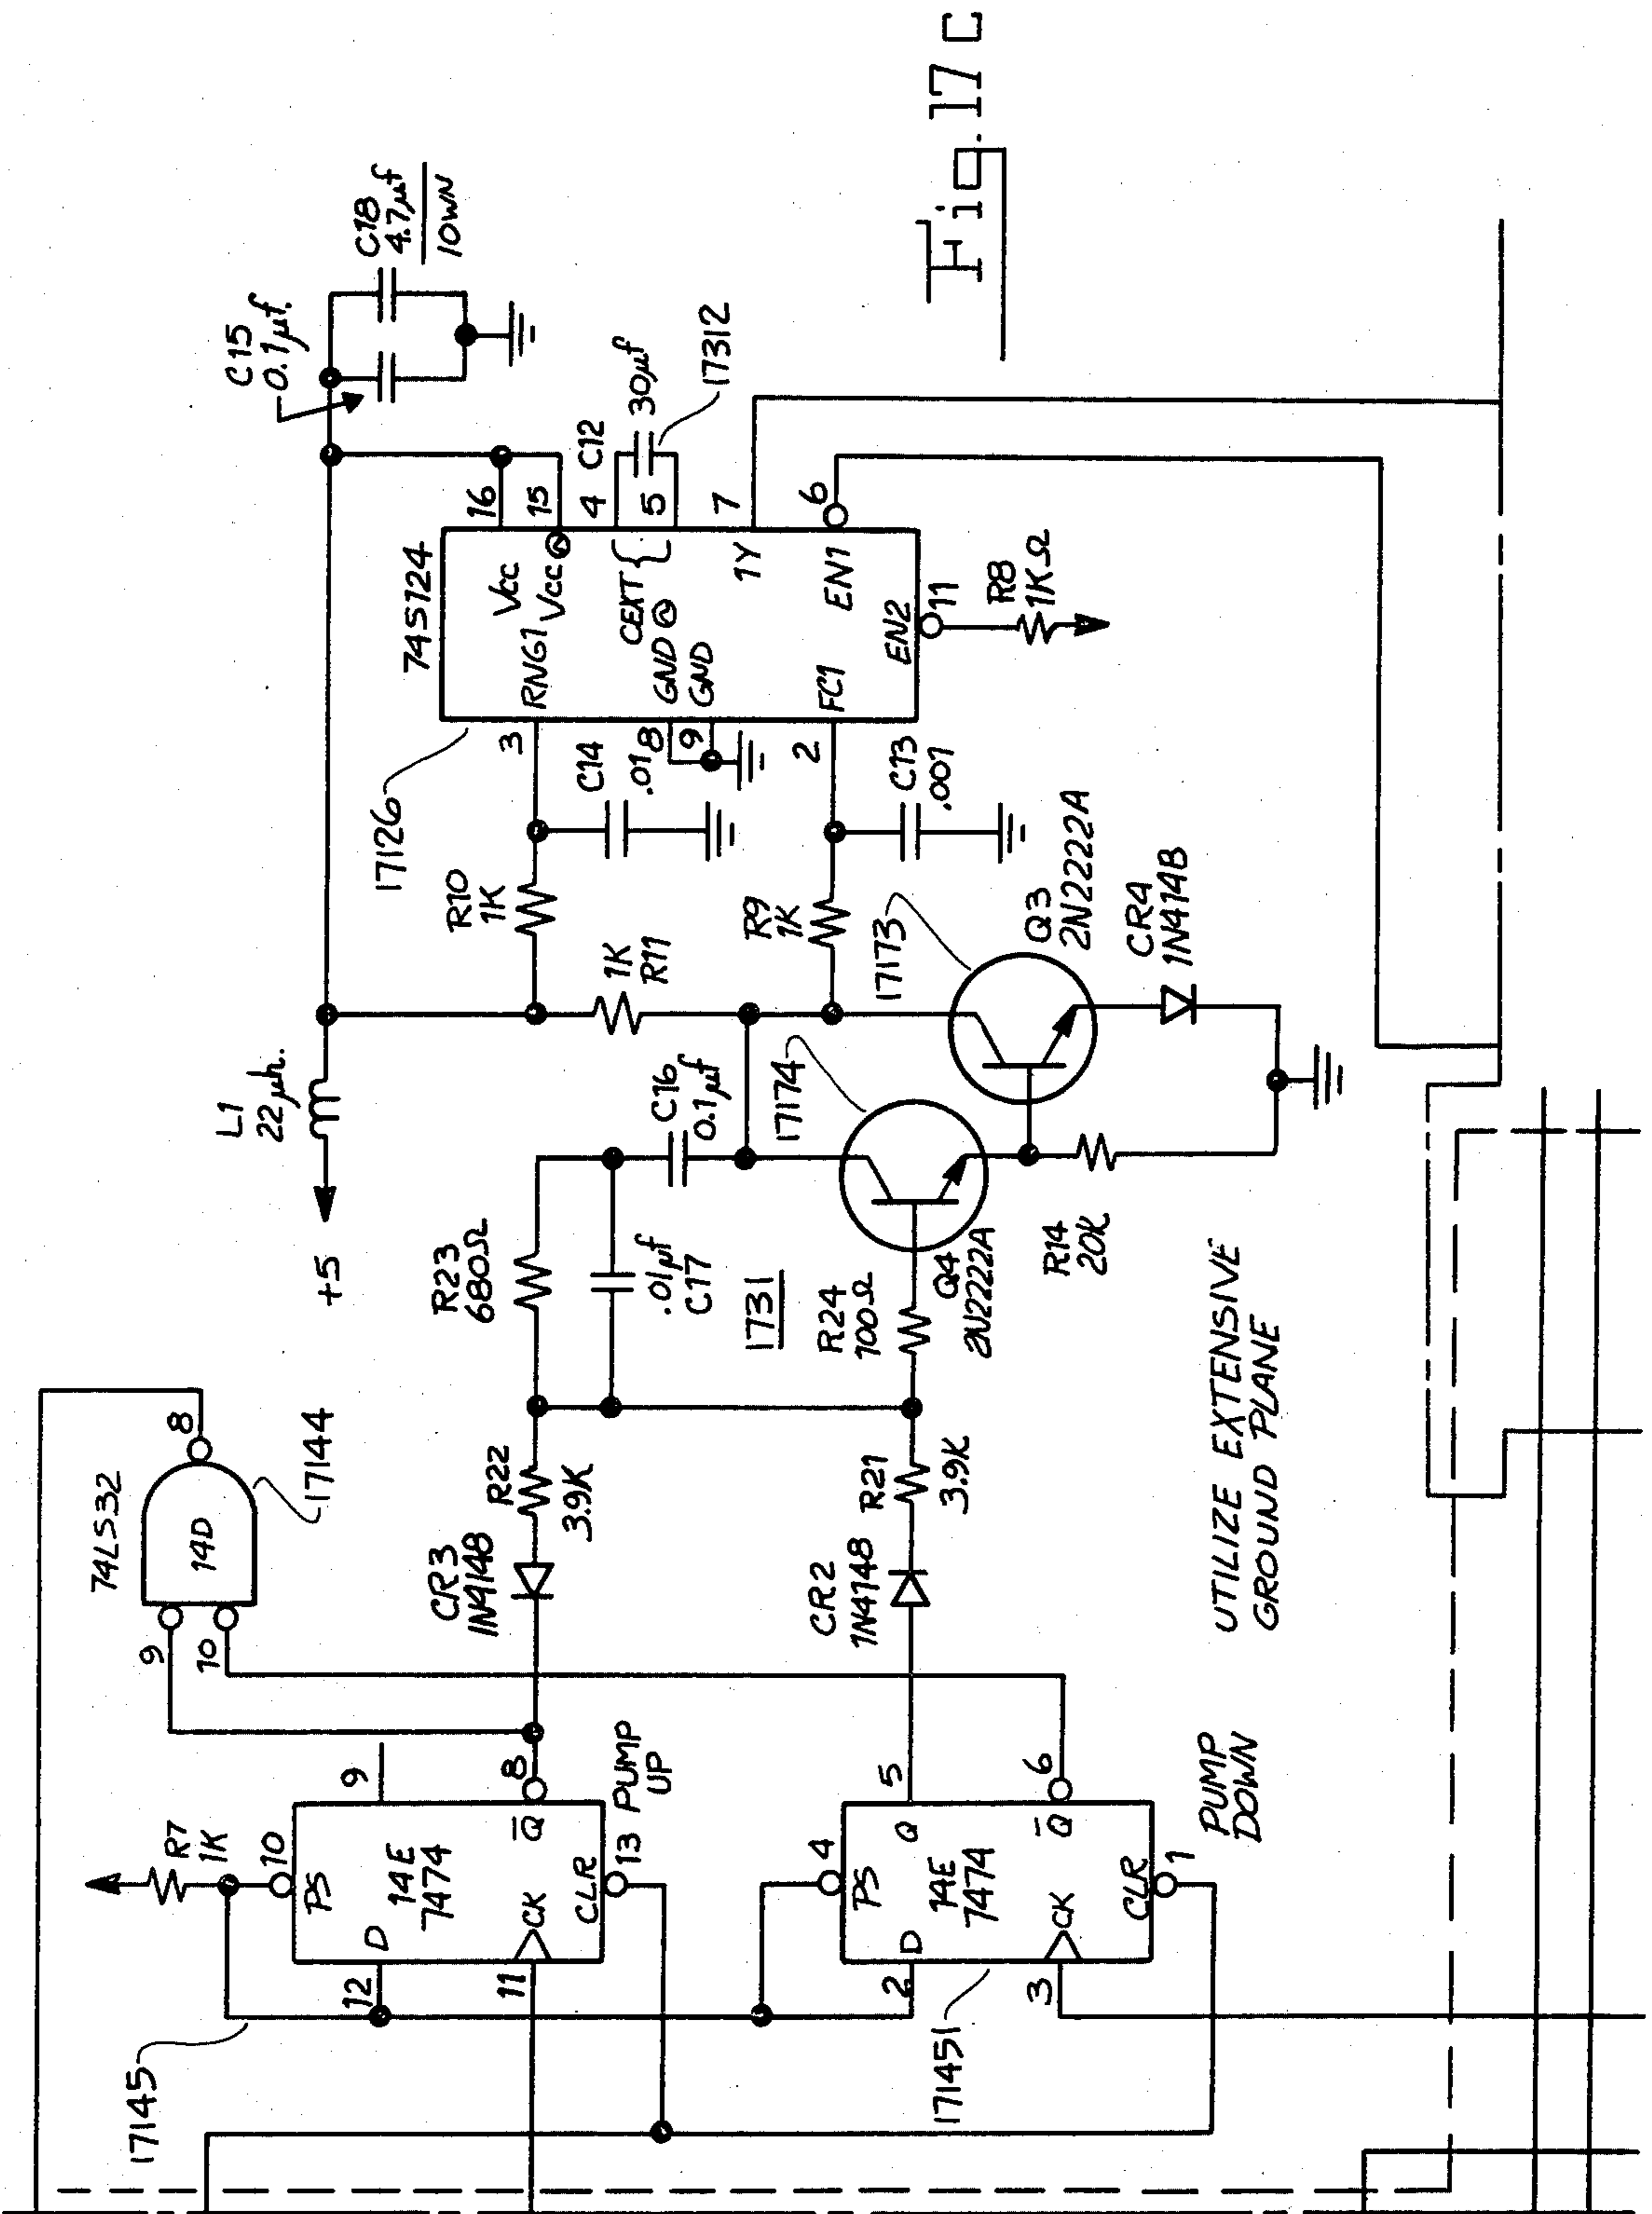 Fig. 17 C
17145
R7
1K
10
PS
9
D
12
14E
7474
Q̅
8
CK
11
CLR
13
PUMP
UP
9
10
74LS32
14D
8
17144
4
PS
2
D
Q
5
14E
7474
CK
3
Q̅
6
CLR
1
17145
PUMP
DOWN
CR3
1N9148
R22
3.9K
CR2
1N4148
R21
3.9K
R23
680Ω
.01µf
C17
C16
0.1µf
1731
R24
100Ω
Q4
2N2222A
17174
R14
20K
+5
L1
22µh.
1K
R11
R10
1K
R9
1K
17173
Q3
2N2222A
CR4
1N414B
17126
3
C14
.01
8
9
2
C13
.001
74S124
RNG1
Vcc
Vcc
CEXT
GND
GND
1Y
FC1
EN1
EN2
16
15
4
5
7
6
11
R8
1KΩ
C12
30µf
17312
C15
0.1µf.
C18
4.7µf
10WN
UTILIZE EXTENSIVE
GROUND PLANE